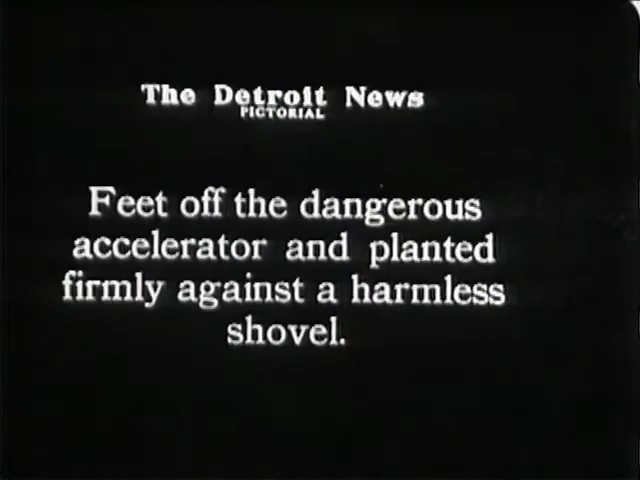 The Detroit News
PICTORIAL
Feet off the dangerous
accelerator and planted
firmly against a harmless
shovel.